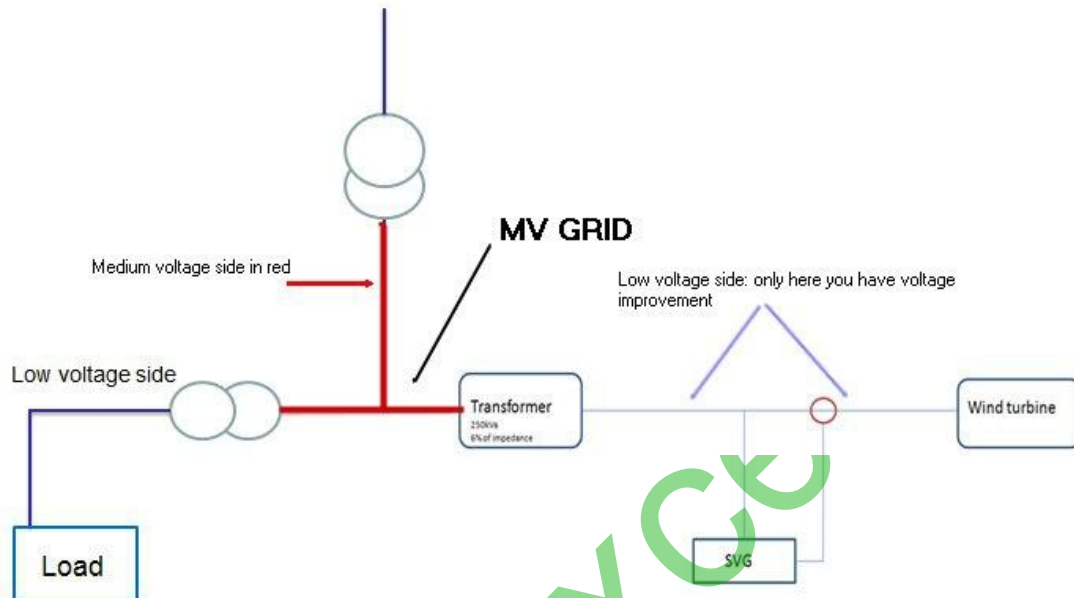 MV GRID
Medium voltage side in red
Low voltage side: only here you have voltage
improvement
Low voltage side
Transformer
250kva
6% of impedance
Wind turbine
SVG
Load